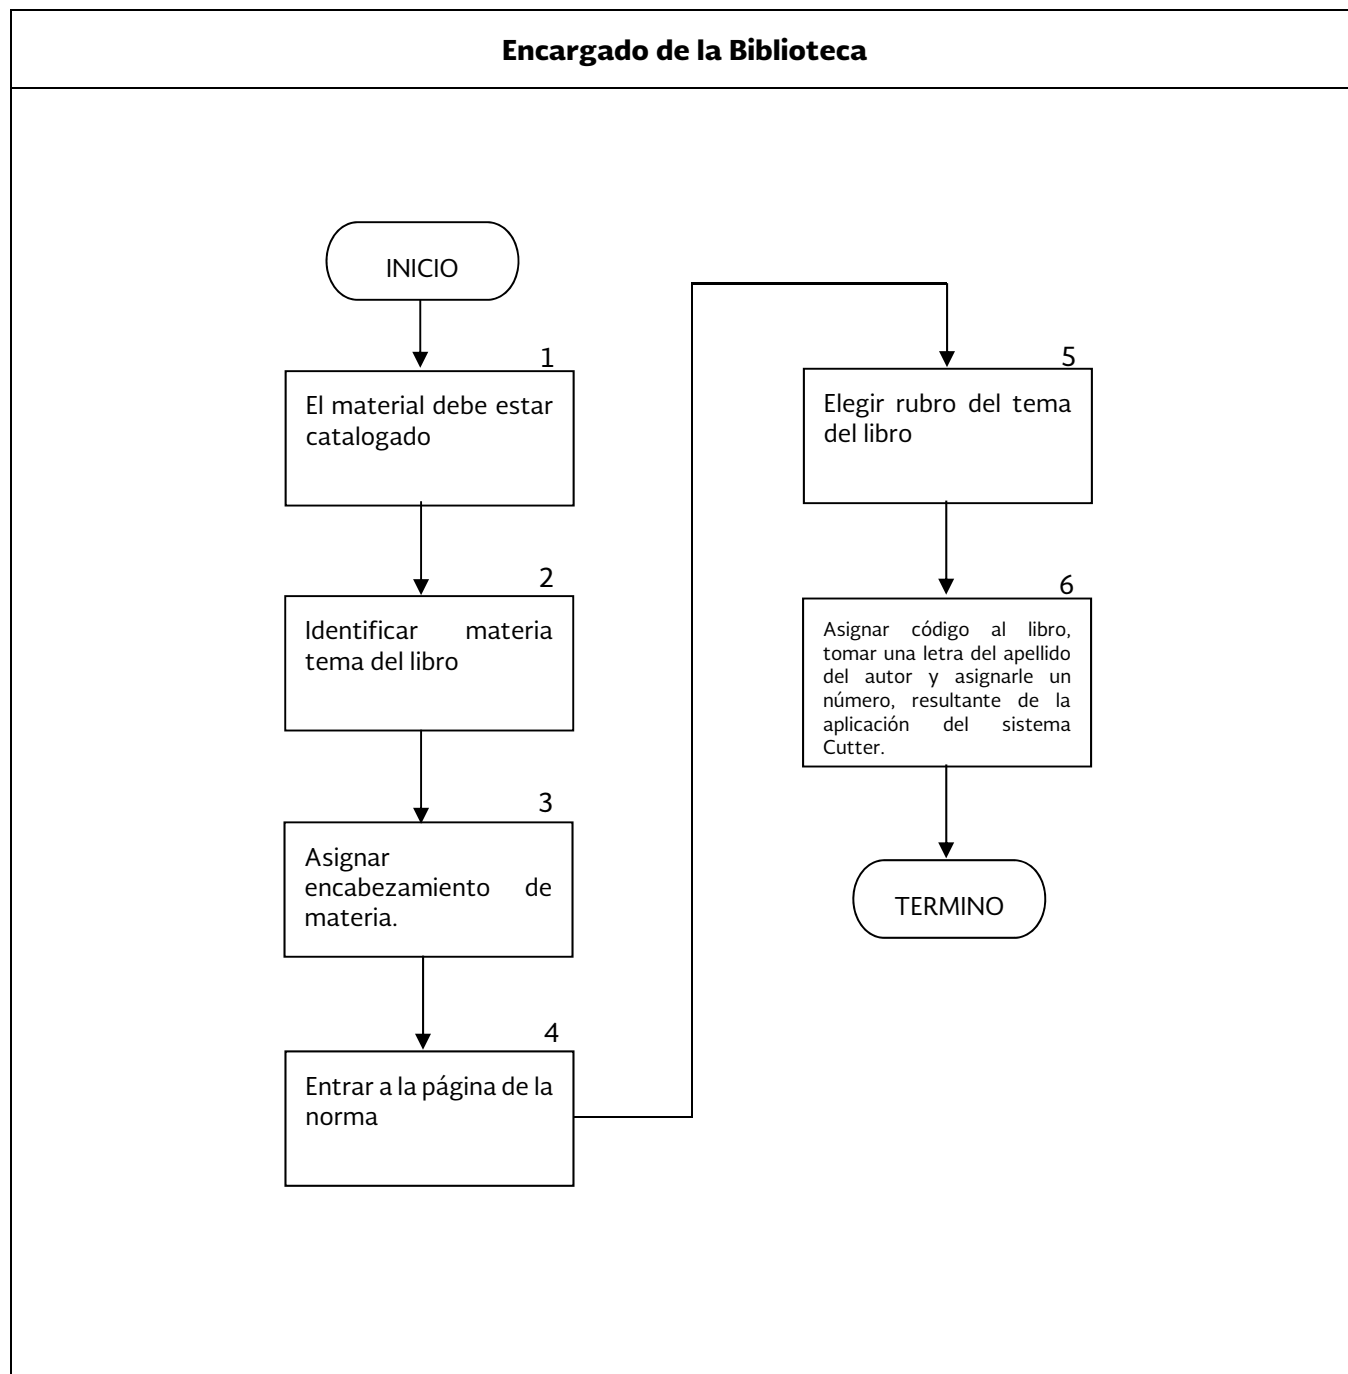 Encargado de la Biblioteca
INICIO
1
El material debe estar
catalogado
2
Identificar materia
tema del libro
3
Asignar
encabezamiento de
materia.
4
Entrar a la página de la
norma
5
Elegir rubro del tema
del libro
6
Asignar código al libro,
tomar una letra del apellido
del autor y asignarle un
número, resultante de la
aplicación del sistema
Cutter.
TERMINO